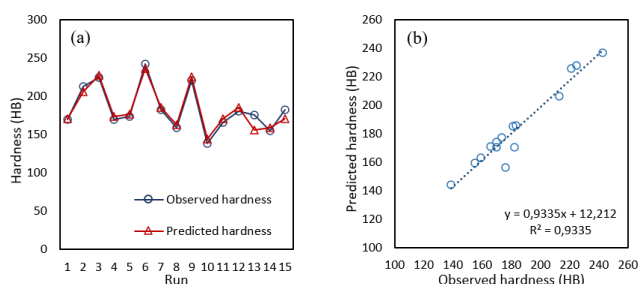 (a)
Hardness (HB)
300
250
200
150
100
50
0
Observed hardness
Predicted hardness
1 2 3 4 5 6 7 8 9 10 11 12 13 14 15
Run
(b)
Predicted hardness (HB)
260
240
220
200
180
160
140
120
100
y = 0,9335x + 12,212
R² = 0,9335
100 120 140 160 180 200 220 240 260
Observed hardness (HB)